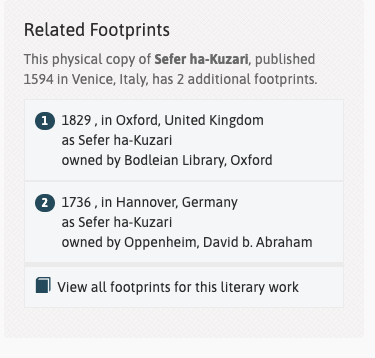 Related Footprints
This physical copy of Sefer ha-Kuzari, published
1594 in Venice, Italy, has 2 additional footprints.
1 1829 , in Oxford, United Kingdom
as Sefer ha-Kuzari
owned by Bodleian Library, Oxford
2 1736 , in Hannover, Germany
as Sefer ha-Kuzari
owned by Oppenheim, David b. Abraham
View all footprints for this literary work